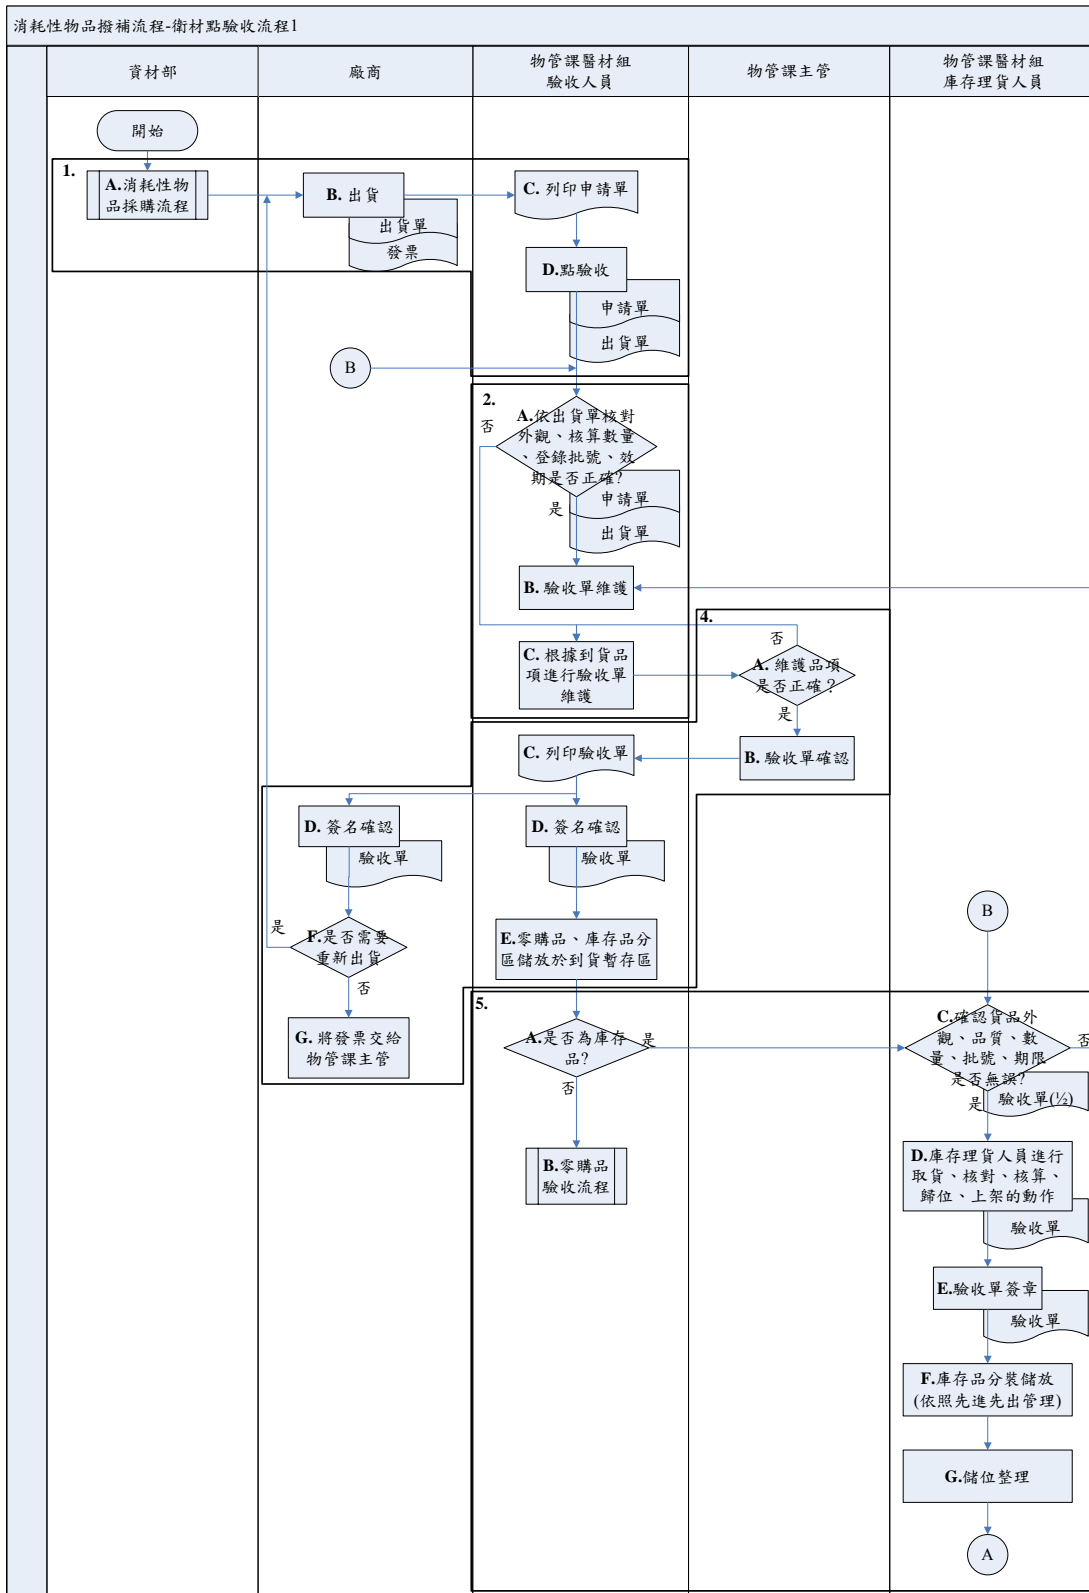 消耗性物品撥補流程-衛材點驗收流程1
資材部
廠商
物管課醫材組
驗收人員
物管課主管
物管課醫材組
庫存理貨人員
開始
1.
A.消耗性物
品採購流程
B. 出貨
出貨單
發票
C. 列印申請單
D.點驗收
申請單
出貨單
B
2.
A.依出貨單核對
外觀、核算數量
、登錄批號、效
期是否正確?
否
是
申請單
出貨單
B. 驗收單維護
C. 根據到貨品
項進行驗收單
維護
4.
否
A. 維護品項
是否正確？
是
B. 驗收單確認
C. 列印驗收單
D. 簽名確認
驗收單
D. 簽名確認
驗收單
是
F.是否需要
重新出貨
否
G. 將發票交給
物管課主管
E.零購品、庫存品分
區儲放於到貨暫存區
B
5.
A.是否為庫存
品?
是
否
B.零購品
驗收流程
C.確認貨品外
觀、品質、數
量、批號、期限
是否無誤?
否
是
驗收單(½)
D.庫存理貨人員進行
取貨、核對、核算、
歸位、上架的動作
驗收單
E.驗收單簽章
驗收單
F.庫存品分裝儲放
(依照先進先出管理)
G.儲位整理
A